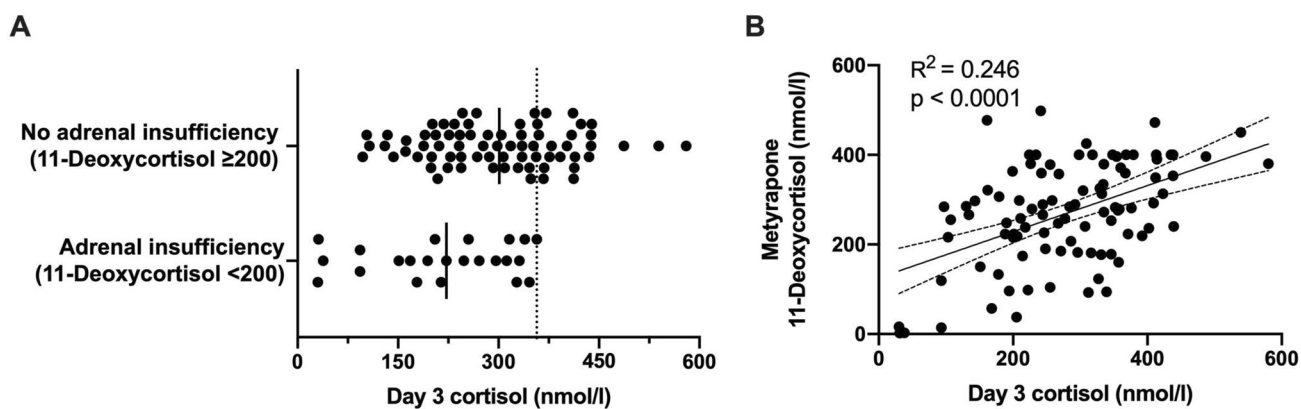 A
No adrenal insufficiency
(11-Deoxycortisol ≥200)
Adrenal insufficiency
(11-Deoxycortisol <200)
0 150 300 450 600
Day 3 cortisol (nmol/l)
B
R² = 0.246
p < 0.0001
Metyrapone
11-Deoxycortisol (nmol/l)
600
400
200
0
0 200 400 600
Day 3 cortisol (nmol/l)